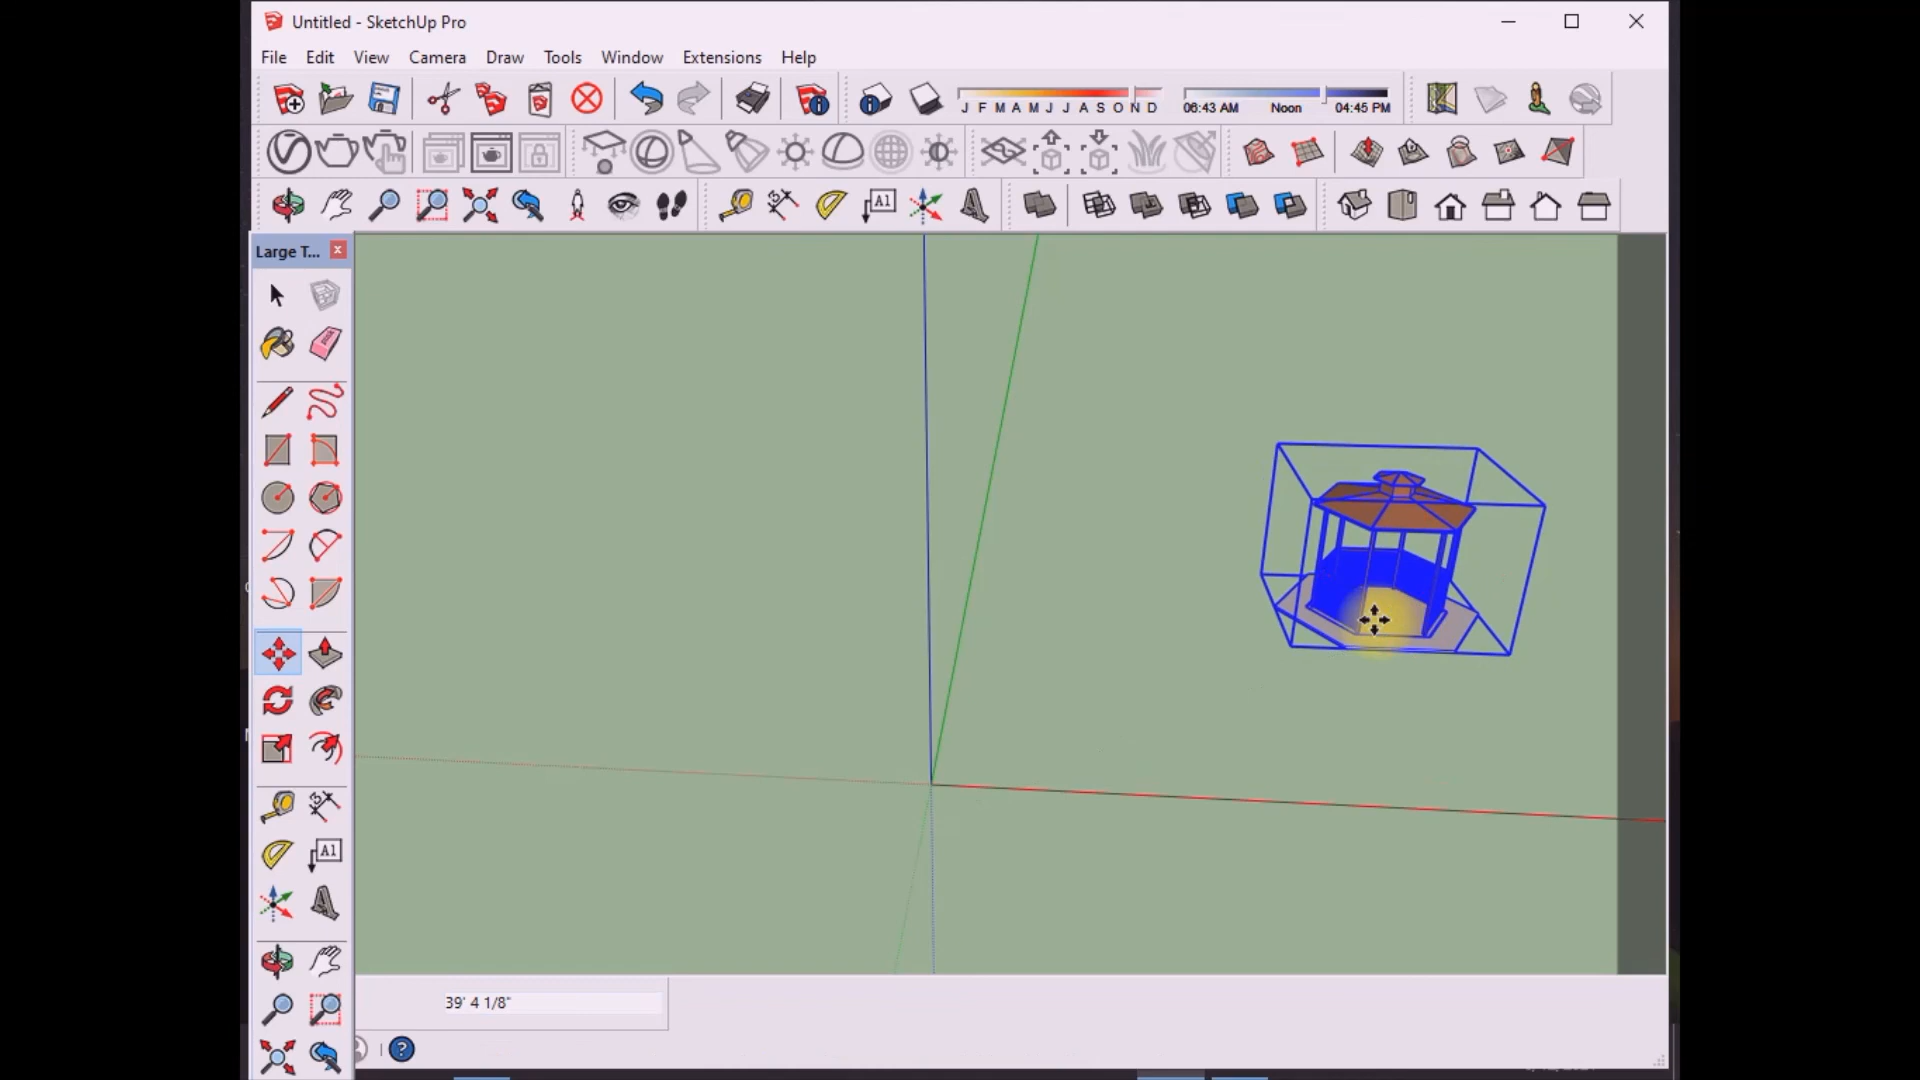 Untitled - SketchUp Pro
File Edit View Camera Draw Tools Window Extensions Help
J F M A M J J A S O N D 06:43 AM Noon 04:45 PM
A1
Large T...
A1
39' 4 1/8"